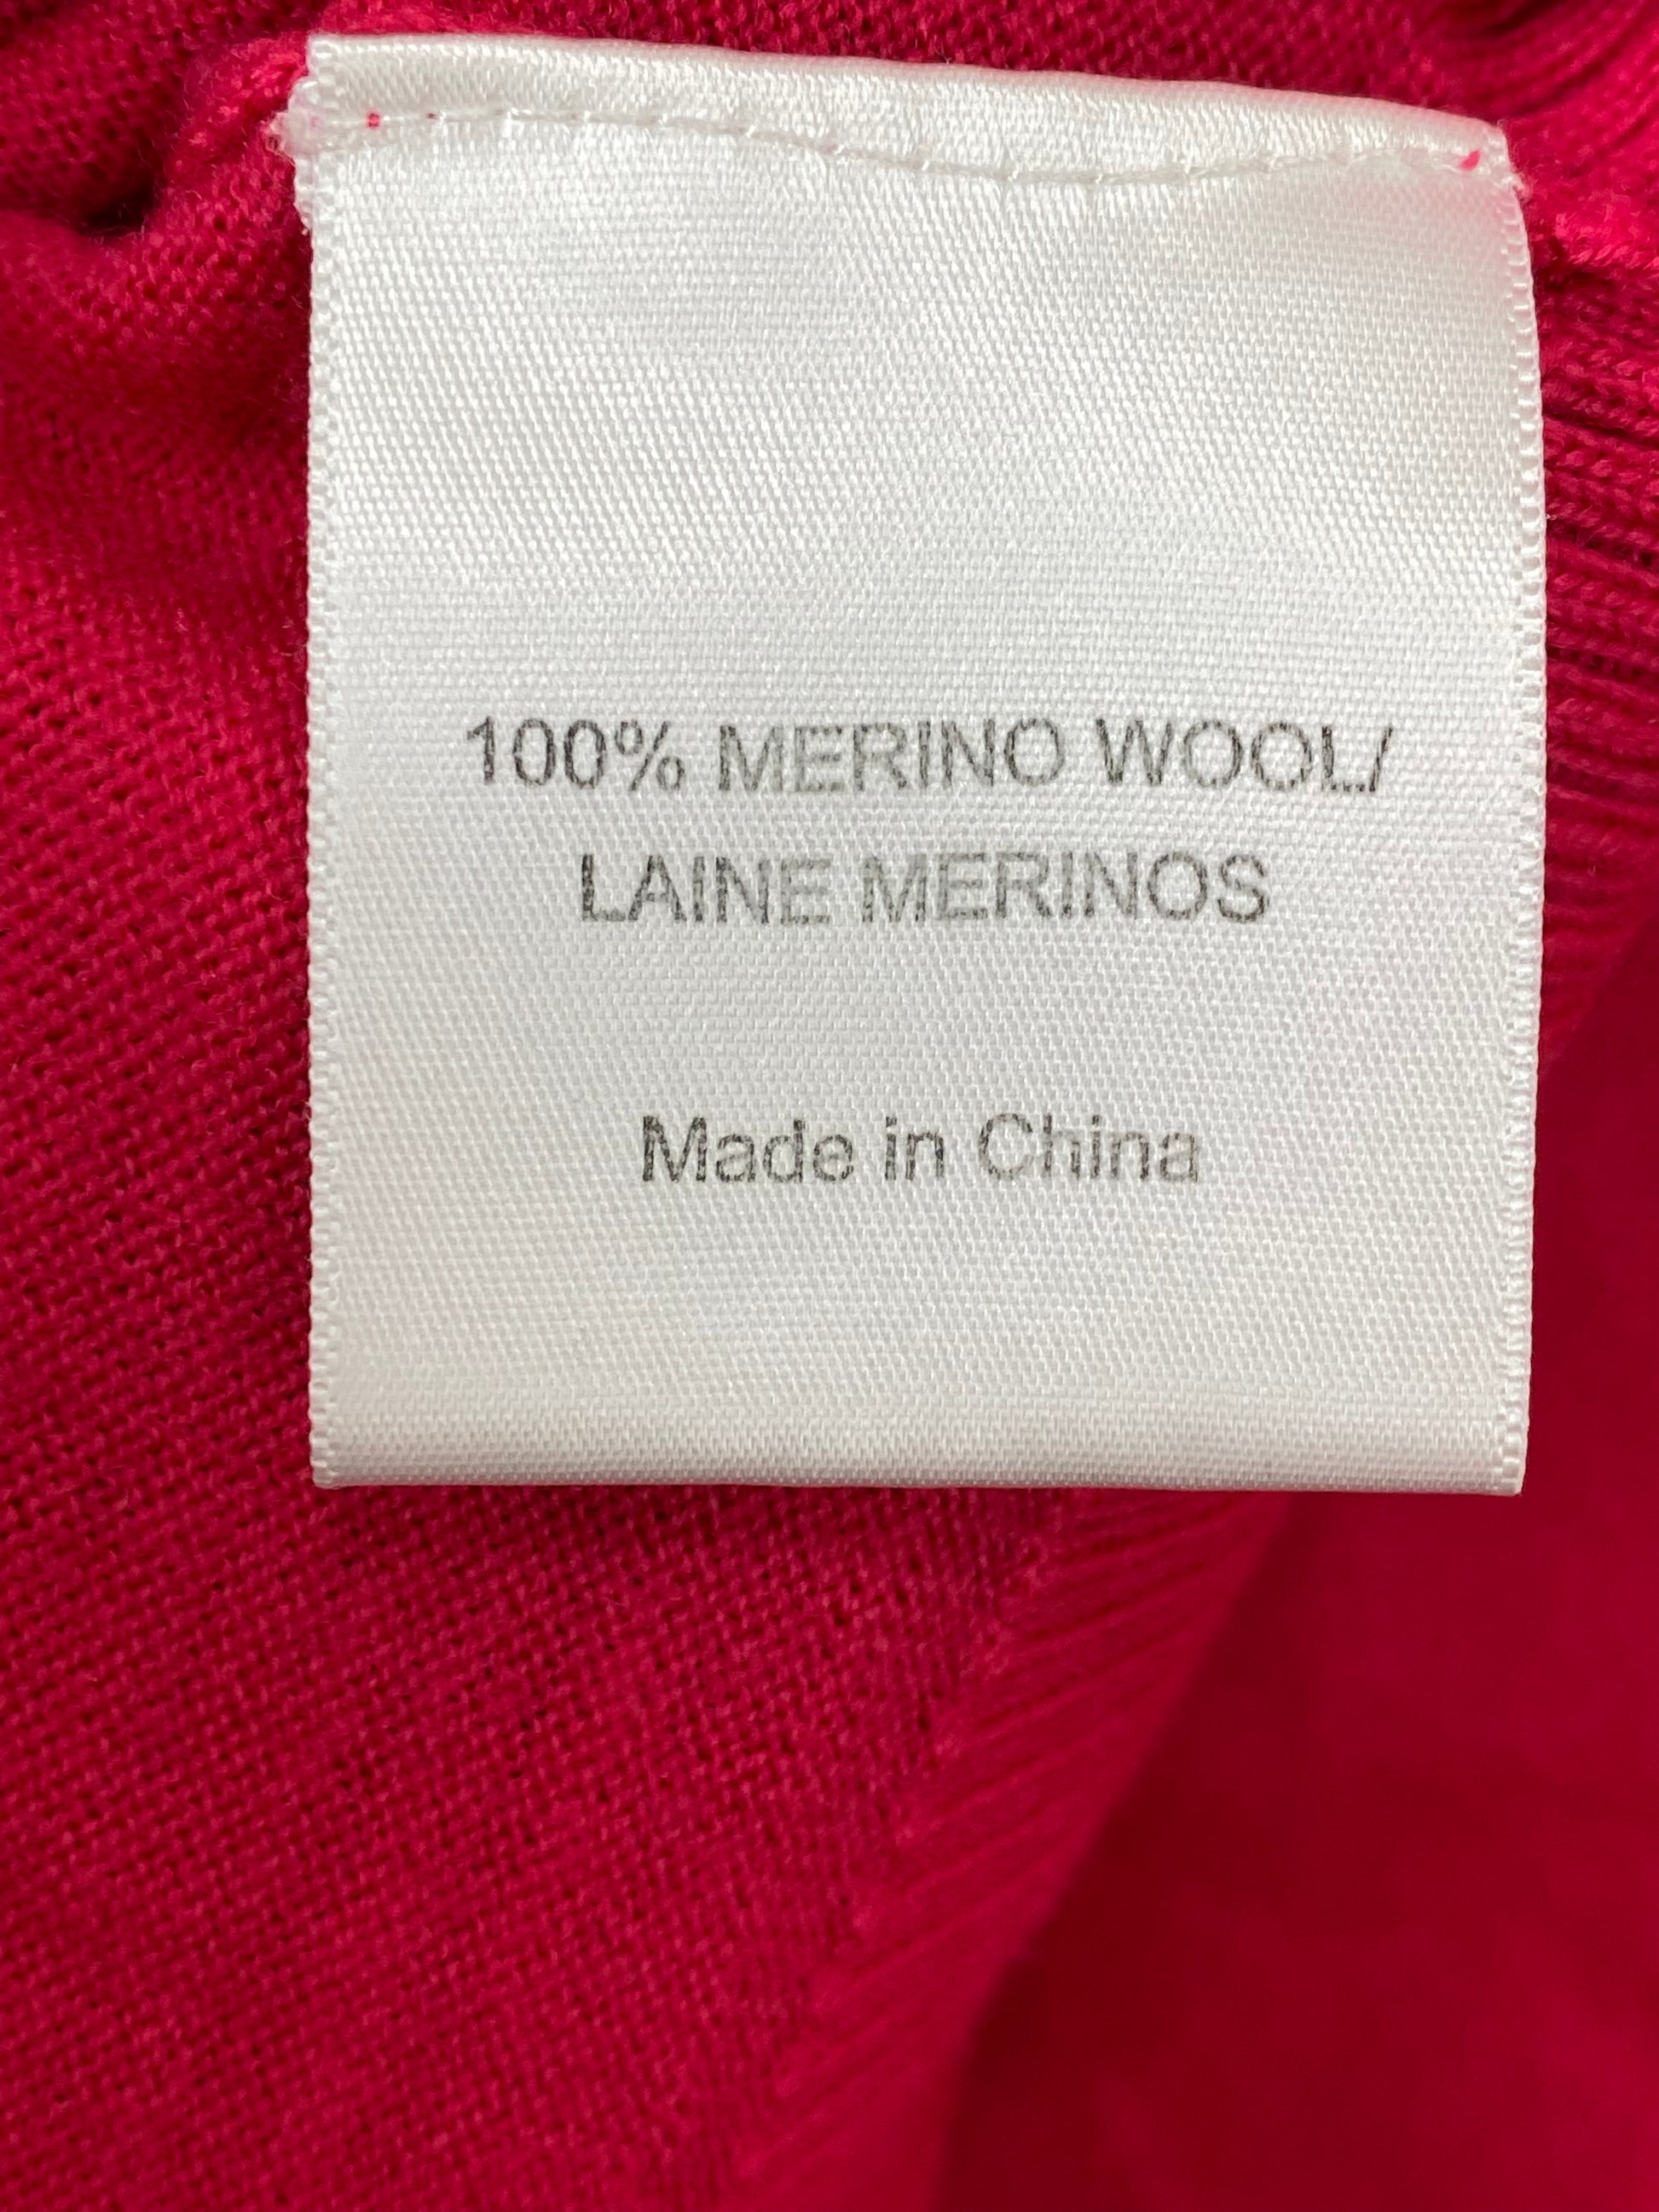 100% MERINO WOOL/
LAINE MERINOS
Made in China